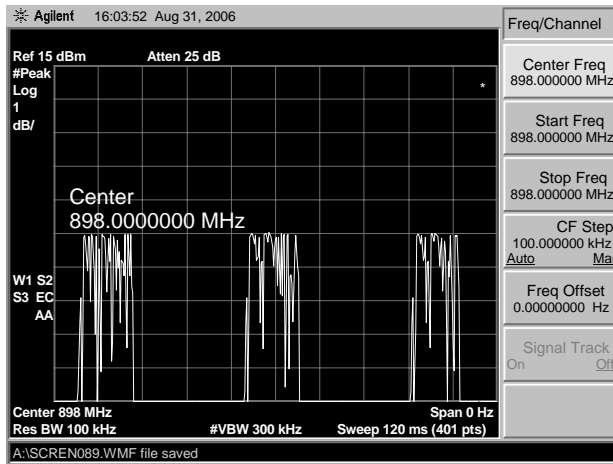 Agilent 16:03:52 Aug 31, 2006
Freq/Channel
Ref 15 dBm Atten 25 dB
#Peak
Log
1
dB/
*
Center
898.0000000 MHz
W1 S2
S3 EC
AA
Center 898 MHz Span 0 Hz
Res BW 100 kHz #VBW 300 kHz Sweep 120 ms (401 pts)
A:\SCREN089.WMF file saved
Center Freq
898.000000 MHz
Start Freq
898.000000 MHz
Stop Freq
898.000000 MHz
CF Step
100.000000 kHz
Auto Ma
Freq Offset
0.00000000 Hz
Signal Track
On Off